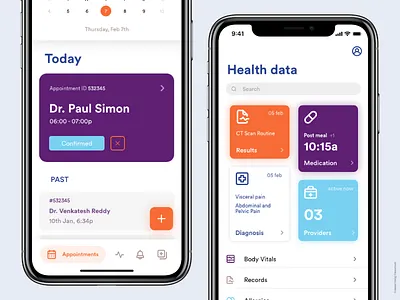 6
7
8
9
10
Thursday, Feb 7th
Today
Appointment ID 532345
Dr. Paul Simon
06:00 - 07:00p
Confirmed
PAST
#532345
Dr. Venkatesh Reddy
10th Jan, 6:34p
Appointments
9:41
Health data
Search
05 feb
CT Scan Routine
Results
Post meal +1
10:15a
Medication
05 feb
Visceral pain
Abdominal and
Pelvic Pain
Diagnosis
03
Providers
Body Vitals
Records